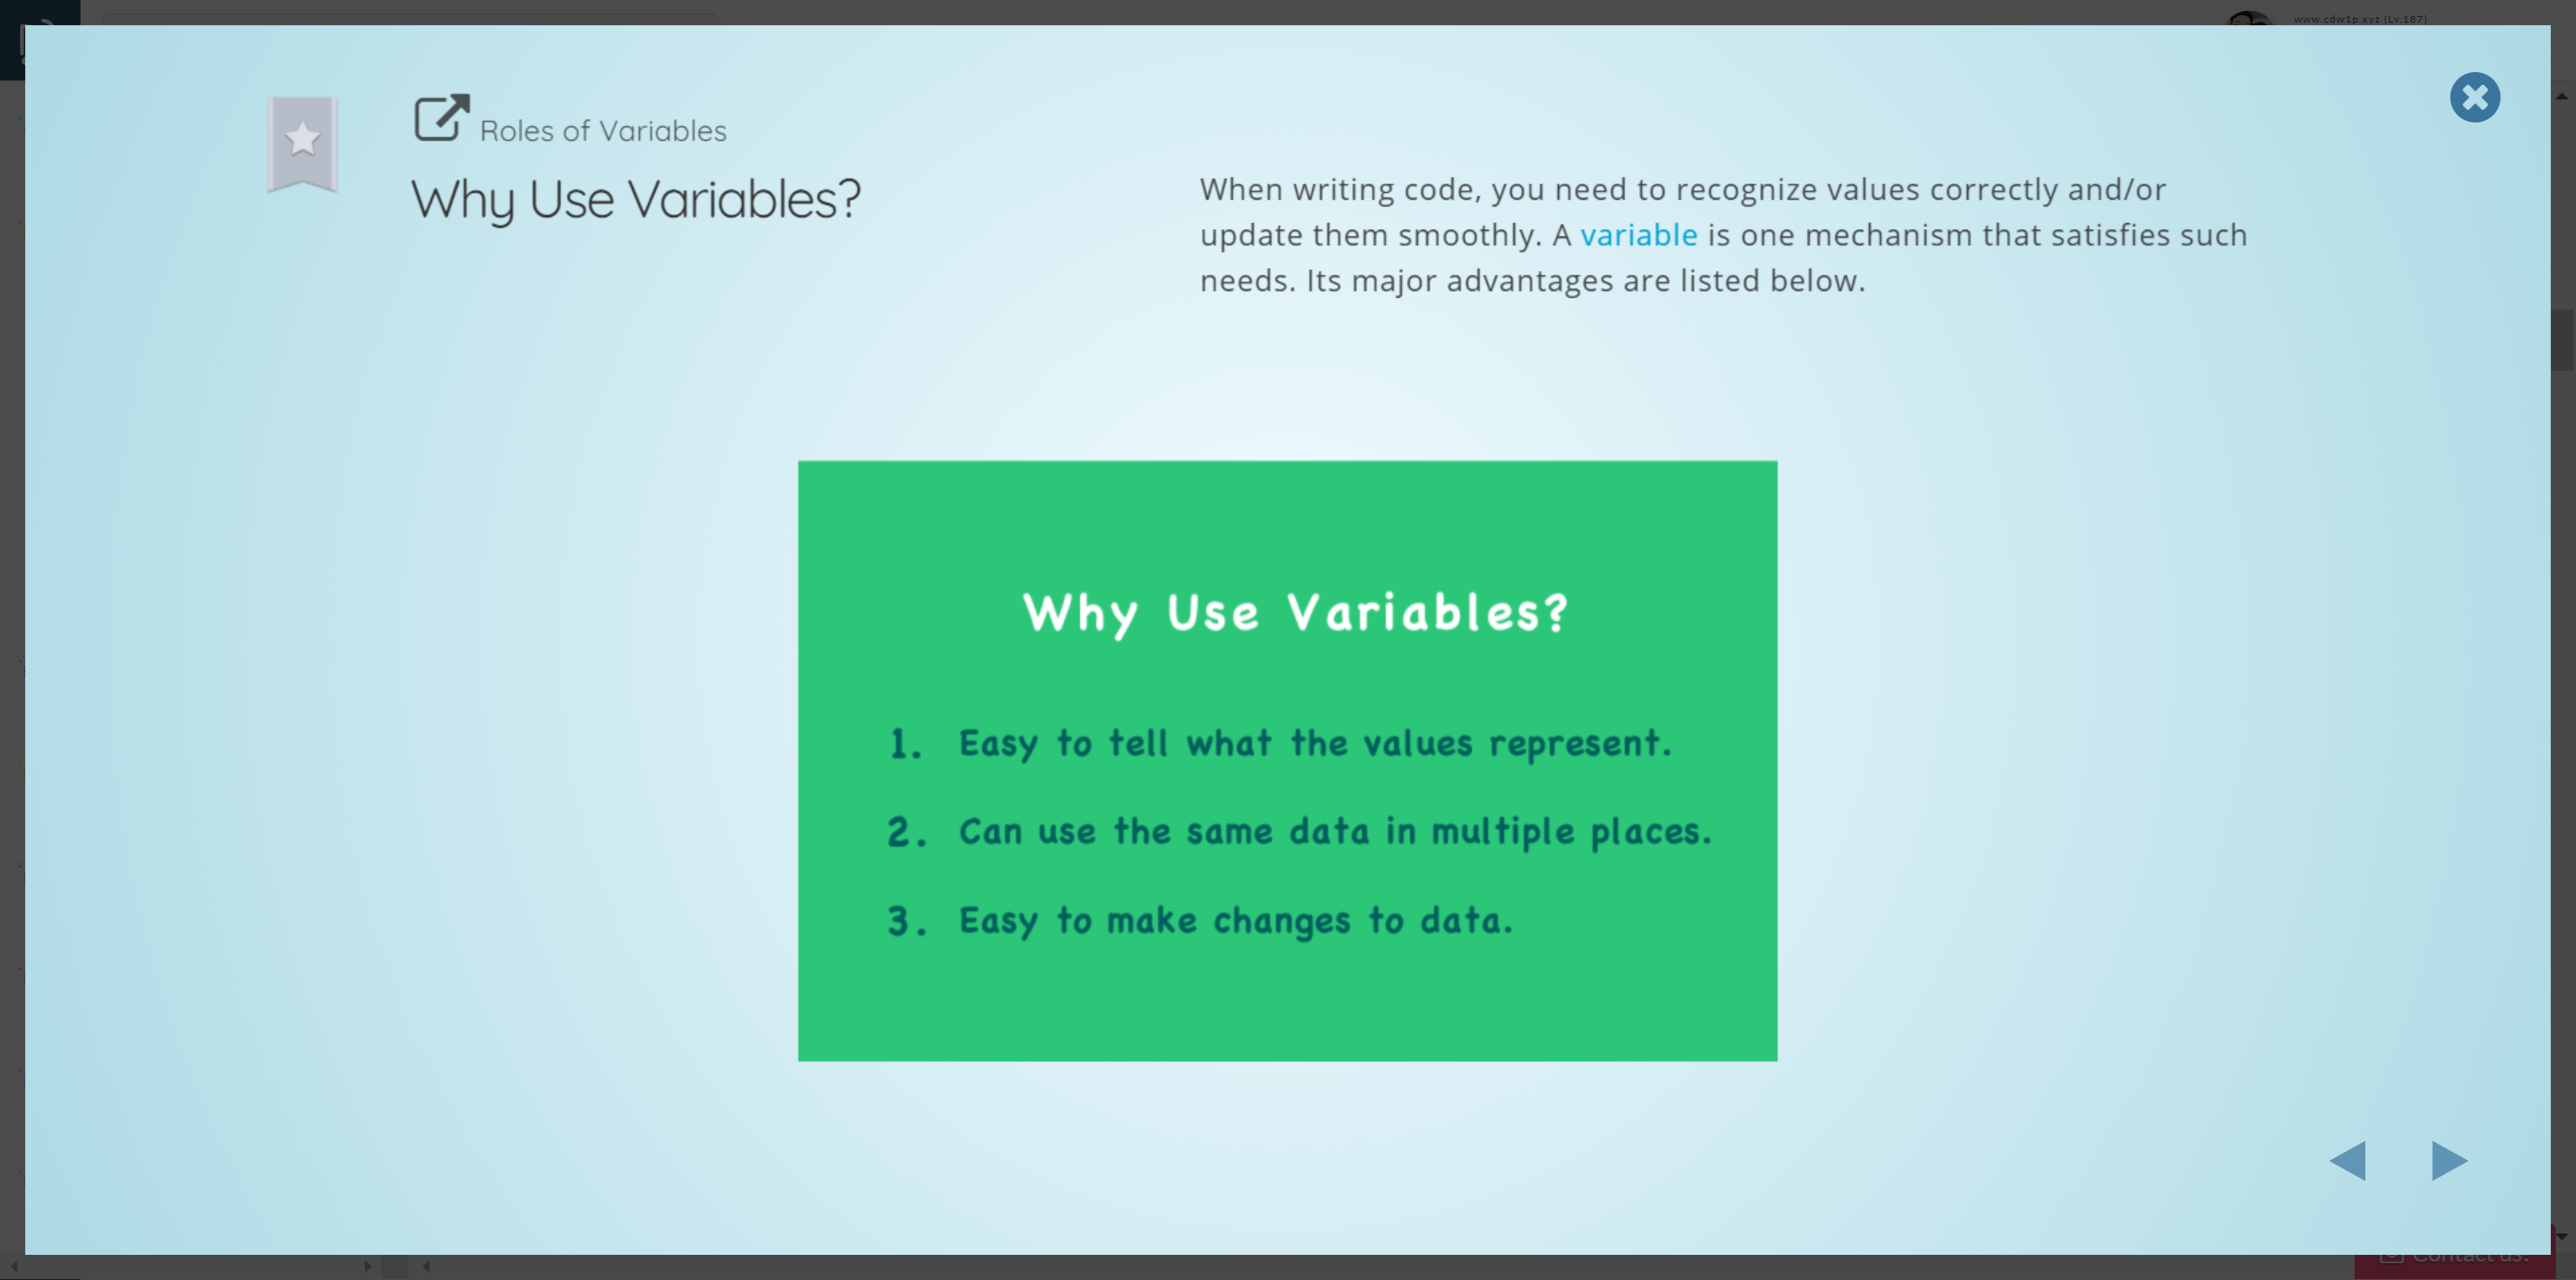 www.cdw1p.xyz (Lv.187)
Roles of Variables
Why Use Variables?
When writing code, you need to recognize values correctly and/or
update them smoothly. A variable is one mechanism that satisfies such
needs. Its major advantages are listed below.
Why Use Variables?
1. Easy to tell what the values represent.
2. Can use the same data in multiple places.
3. Easy to make changes to data.
Contact us!